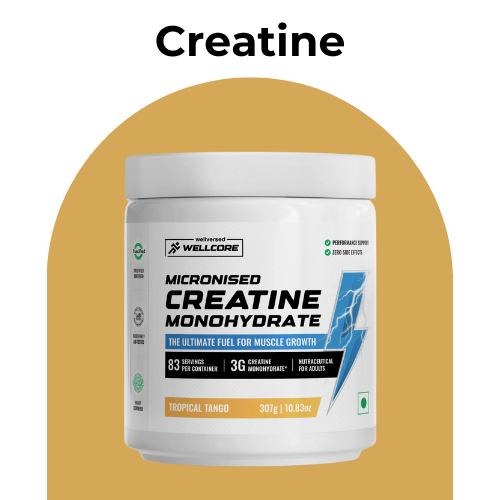 Creatine
wellversed
WELLCORE
PERFORMANCE SUPPORT
ZERO SIDE EFFECTS
MICRONISED
CREATINE
MONOHYDRATE
THE ULTIMATE FUEL FOR MUSCLE GROWTH
83 SERVINGS PER CONTAINER
3G CREATINE MONOHYDRATE*
NUTRACEUTICAL FOR ADULTS
TROPICAL TANGO
307g | 10.83oz